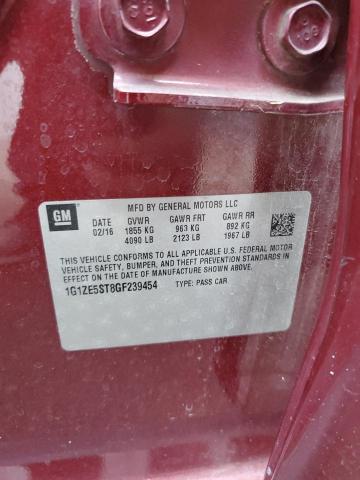 GM
MFD BY GENERAL MOTORS LLC
DATE GVWR GAWR FRT GAWR RR
02/16 1855 KG 963 KG 892 KG
4090 LB 2123 LB 1967 LB
THIS VEHICLE CONFORMS TO ALL APPLICABLE U.S. FEDERAL MOTOR
VEHICLE SAFETY, BUMPER, AND THEFT PREVENTION STANDARDS
IN EFFECT ON THE DATE OF MANUFACTURE SHOWN ABOVE.
1G1ZE5ST8GF239454 TYPE: PASS CAR